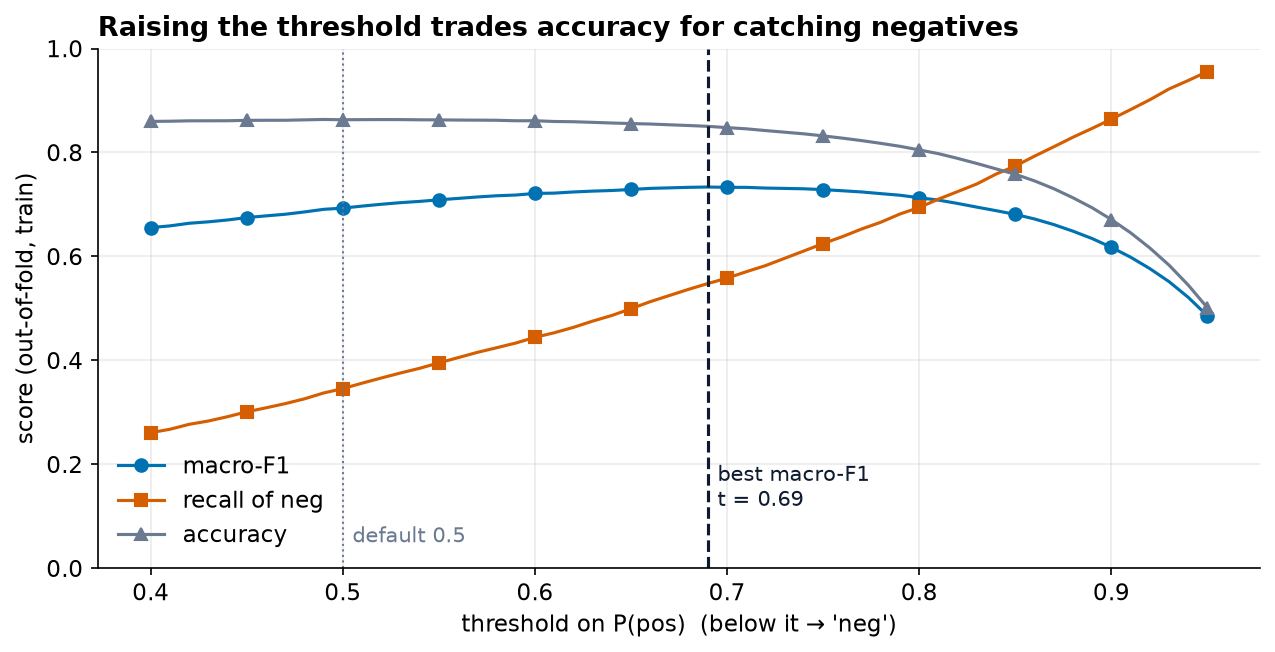 Raising the threshold trades accuracy for catching negatives
1.0
0.8
0.6
0.4
0.2
0.0
score (out-of-fold, train)
macro-F1
recall of neg
accuracy
default 0.5
best macro-F1
t = 0.69
0.4 0.5 0.6 0.7 0.8 0.9
threshold on P(pos)  (below it → 'neg')